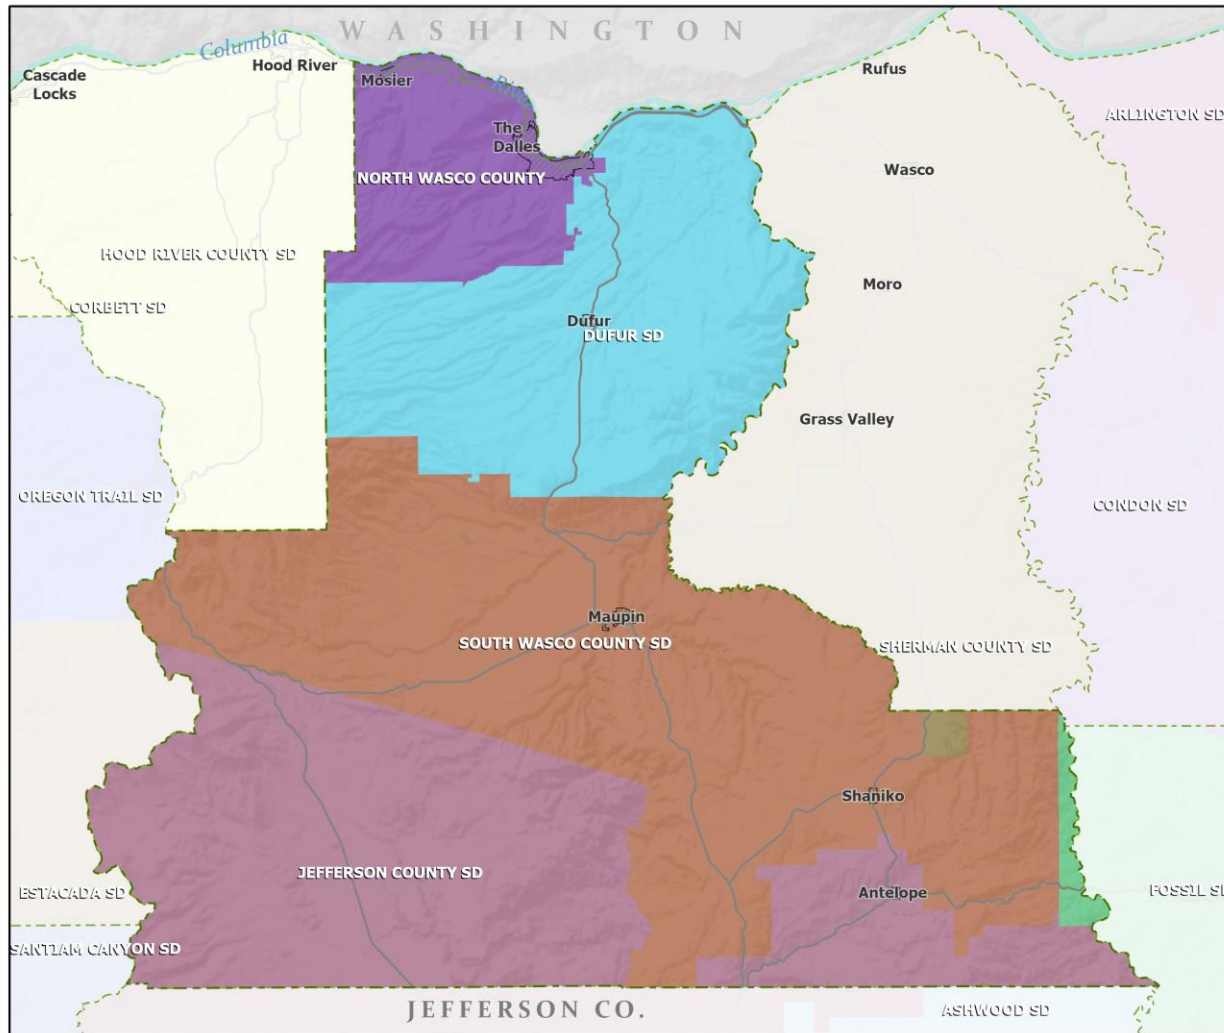 WASHINGTON
Columbia
River
Cascade
Locks
Hood River
Mosier
The
Dalles
Rufus
ARLINGTON SD
NORTH WASCO COUNTY
Wasco
HOOD RIVER COUNTY SD
CORBETT SD
Moro
Dufur
DUFUR SD
Grass Valley
OREGON TRAIL SD
CONDON SD
Maupin
SOUTH WASCO COUNTY SD
SHERMAN COUNTY SD
Shaniko
JEFFERSON COUNTY SD
Antelope
ESTACADA SD
FOSSIL SD
SANTIAM CANYON SD
JEFFERSON CO.
ASHWOOD SD